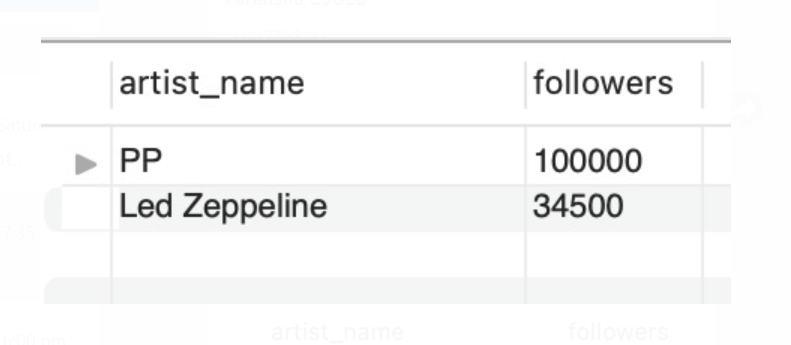 artist_name followers
PP 100000
Led Zeppeline 34500
artist_name followers